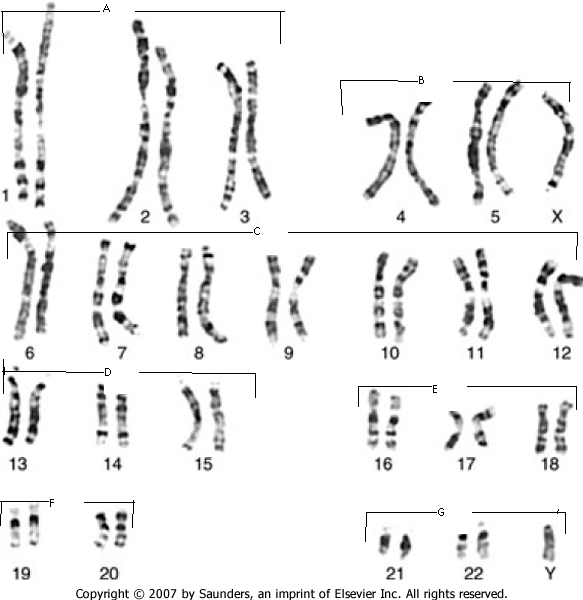 A
B
1 2 3 4 5 X
C
6 7 8 9 10 11 12
D
E
13 14 15 16 17 18
F
G
19 20 21 22 Y
Copyright © 2007 by Saunders, an imprint of Elsevier Inc. All rights reserved.